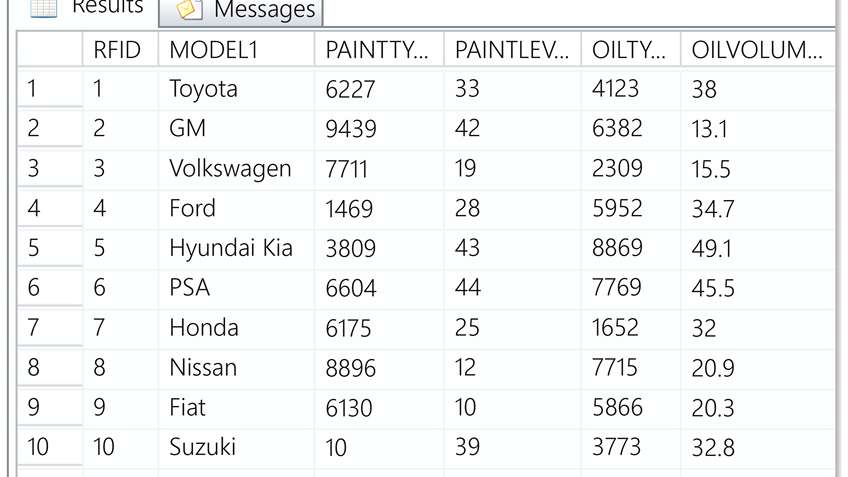 Results Messages
RFID MODEL1 PAINTTY... PAINTLEV... OILTY... OILVOLUM...
1 1 Toyota 6227 33 4123 38
2 2 GM 9439 42 6382 13.1
3 3 Volkswagen 7711 19 2309 15.5
4 4 Ford 1469 28 5952 34.7
5 5 Hyundai Kia 3809 43 8869 49.1
6 6 PSA 6604 44 7769 45.5
7 7 Honda 6175 25 1652 32
8 8 Nissan 8896 12 7715 20.9
9 9 Fiat 6130 10 5866 20.3
10 10 Suzuki 10 39 3773 32.8